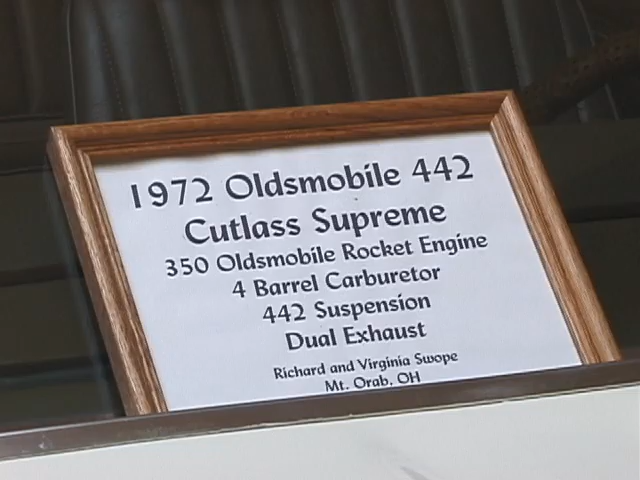 1972 Oldsmobile 442
Cutlass Supreme
350 Oldsmobile Rocket Engine
4 Barrel Carburetor
442 Suspension
Dual Exhaust
Richard and Virginia Swope
Mt. Orab, OH